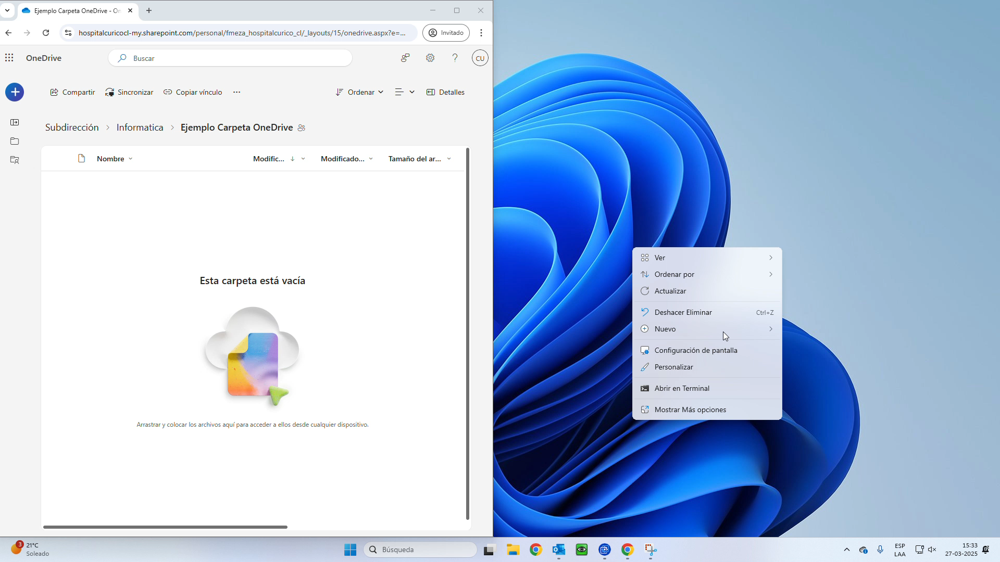 Ejemplo Carpeta OneDrive - On
hospitalcuricocl-my.sharepoint.com/personal/fmeza_hospitalcurico_cl/_layouts/15/onedrive.aspx?e=...
Invitado
OneDrive
Buscar
CU
Compartir
Sincronizar
Copiar vínculo
Ordenar
Detalles
Subdirección > Informatica > Ejemplo Carpeta OneDrive
Nombre
Modific...
Modificado...
Tamaño del ar...
Esta carpeta está vacía
Arrastrar y colocar los archivos aquí para acceder a ellos desde cualquier dispositivo.
Ver
Ordenar por
Actualizar
Deshacer Eliminar Ctrl+Z
Nuevo
Configuración de pantalla
Personalizar
Abrir en Terminal
Mostrar Más opciones
3
21°C
Soleado
Búsqueda
ESP
LAA
15:33
27-03-2025